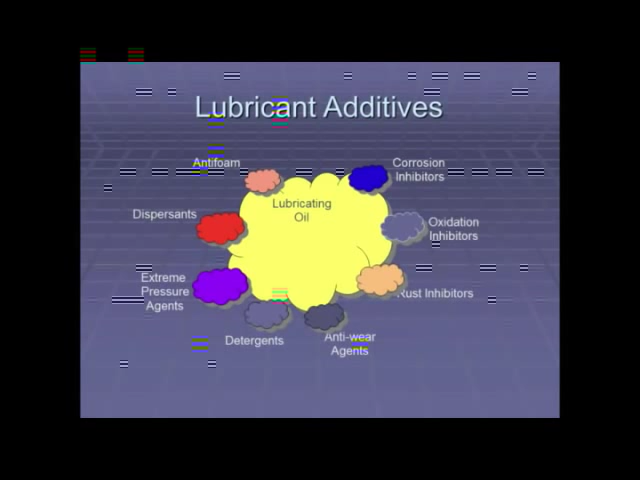 Lubricant Additives
Antifoam
Corrosion
Inhibitors
Lubricating
Oil
Dispersants
Oxidation
Inhibitors
Extreme
Pressure
Agents
Rust Inhibitors
Detergents
Anti-wear
Agents